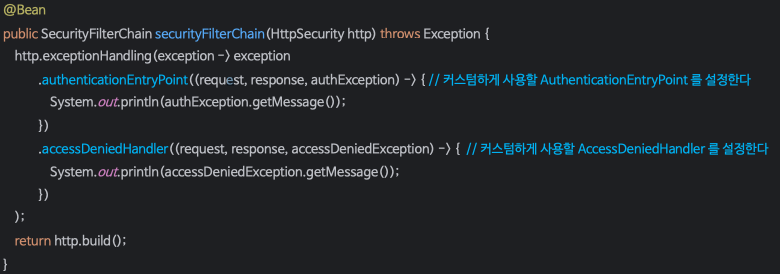 @Bean
public SecurityFilterChain securityFilterChain(HttpSecurity http) throws Exception {
http.exceptionHandling(exception -> exception
.authenticationEntryPoint((request, response, authException) -> { // 커스텀하게 사용할 AuthenticationEntryPoint 를 설정한다
System.out.println(authException.getMessage());
})
.accessDeniedHandler((request, response, accessDeniedException) -> { // 커스텀하게 사용할 AccessDeniedHandler 를 설정한다
System.out.println(accessDeniedException.getMessage());
})
);
return http.build();
}